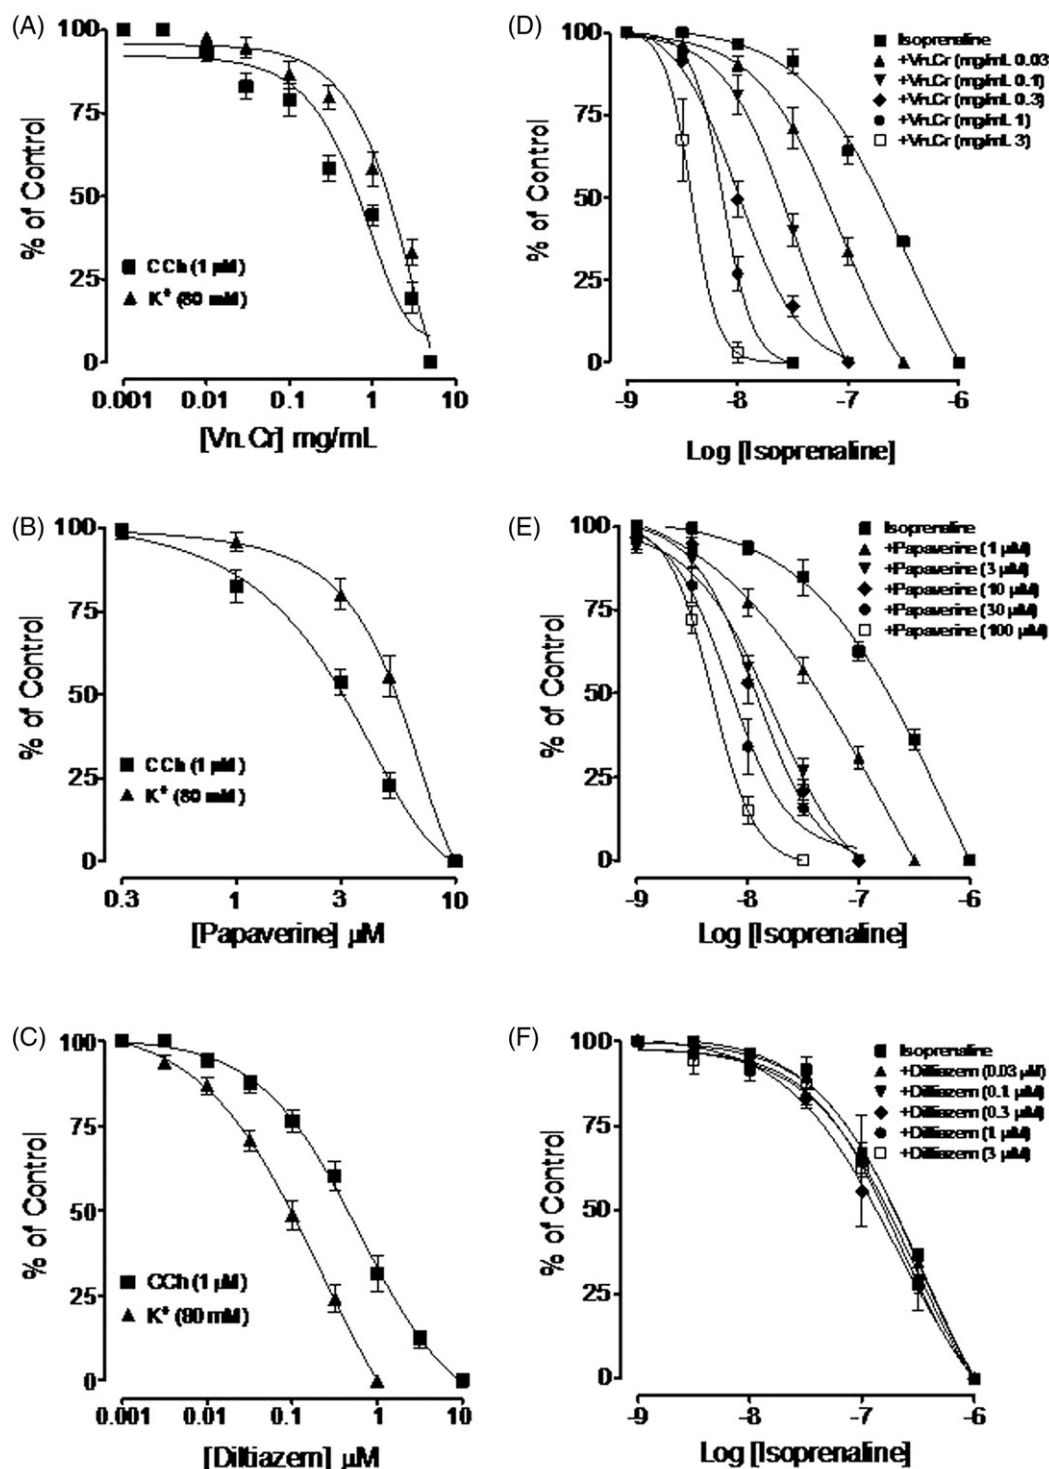 (A)
% of Control
100
75
50
25
0
CCh (1 µM)
K+ (80 mM)
0.001 0.01 0.1 1 10
[Vn.Cr] mg/mL
(D)
% of Control
100
75
50
25
0
Isoprenaline
+Vn.Cr (mg/mL 0.03
+Vn.Cr (mg/mL 0.1)
+Vn.Cr (mg/mL 0.3)
+Vn.Cr (mg/mL 1)
+Vn.Cr (mg/mL 3)
-9 -8 -7 -6
Log [Isoprenaline]
(B)
% of Control
100
75
50
25
0
CCh (1 µM)
K+ (80 mM)
0.3 1 3 10
[Papaverine] µM
(E)
% of Control
100
75
50
25
0
Isoprenaline
+Papaverine (1 µM)
+Papaverine (3 µM)
+Papaverine (10 µM)
+Papaverine (30 µM)
+Papaverine (100 µM)
-9 -8 -7 -6
Log [Isoprenaline]
(C)
% of Control
100
75
50
25
0
CCh (1 µM)
K+ (80 mM)
0.001 0.01 0.1 1 10
[Diltiazem] µM
(F)
% of Control
100
75
50
25
0
Isoprenaline
+Diltiazem (0.03 µM)
+Diltiazem (0.1 µM)
+Diltiazem (0.3 µM)
+Diltiazem (1 µM)
+Diltiazem (3 µM)
-9 -8 -7 -6
Log [Isoprenaline]